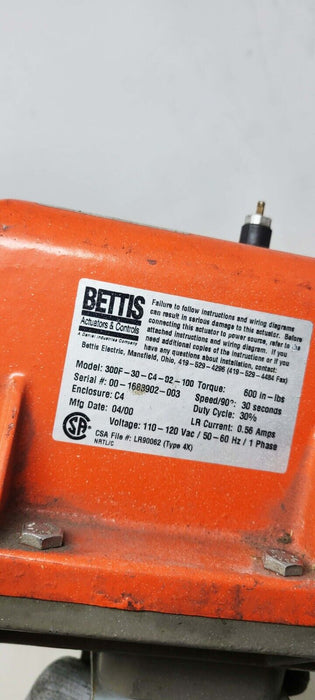 BETTIS
Actuators & Controls
A Daniel Industries Company
Failure to follow instructions and wiring diagrams
can result in serious damage to this actuator. Before
connecting this actuator to power source, refer to the
attached instructions and wiring diagram. If you
need additional copies of the instructions or if you
have any questions about installation, contact:
Bettis Electric, Mansfield, Ohio, 419-529-4296 (419-529-4484 Fax)
Model: 300F-30-C4-02-100 Torque: 600 in-lbs
Serial #: 00-1668902-003 Speed/90°: 30 seconds
Enclosure: C4 Duty Cycle: 30%
Mfg Date: 04/00 LR Current: 0.56 Amps
Voltage: 110-120 Vac / 50-60 Hz / 1 Phase
CSA File #: LR90062 (Type 4X)
NRTL/C